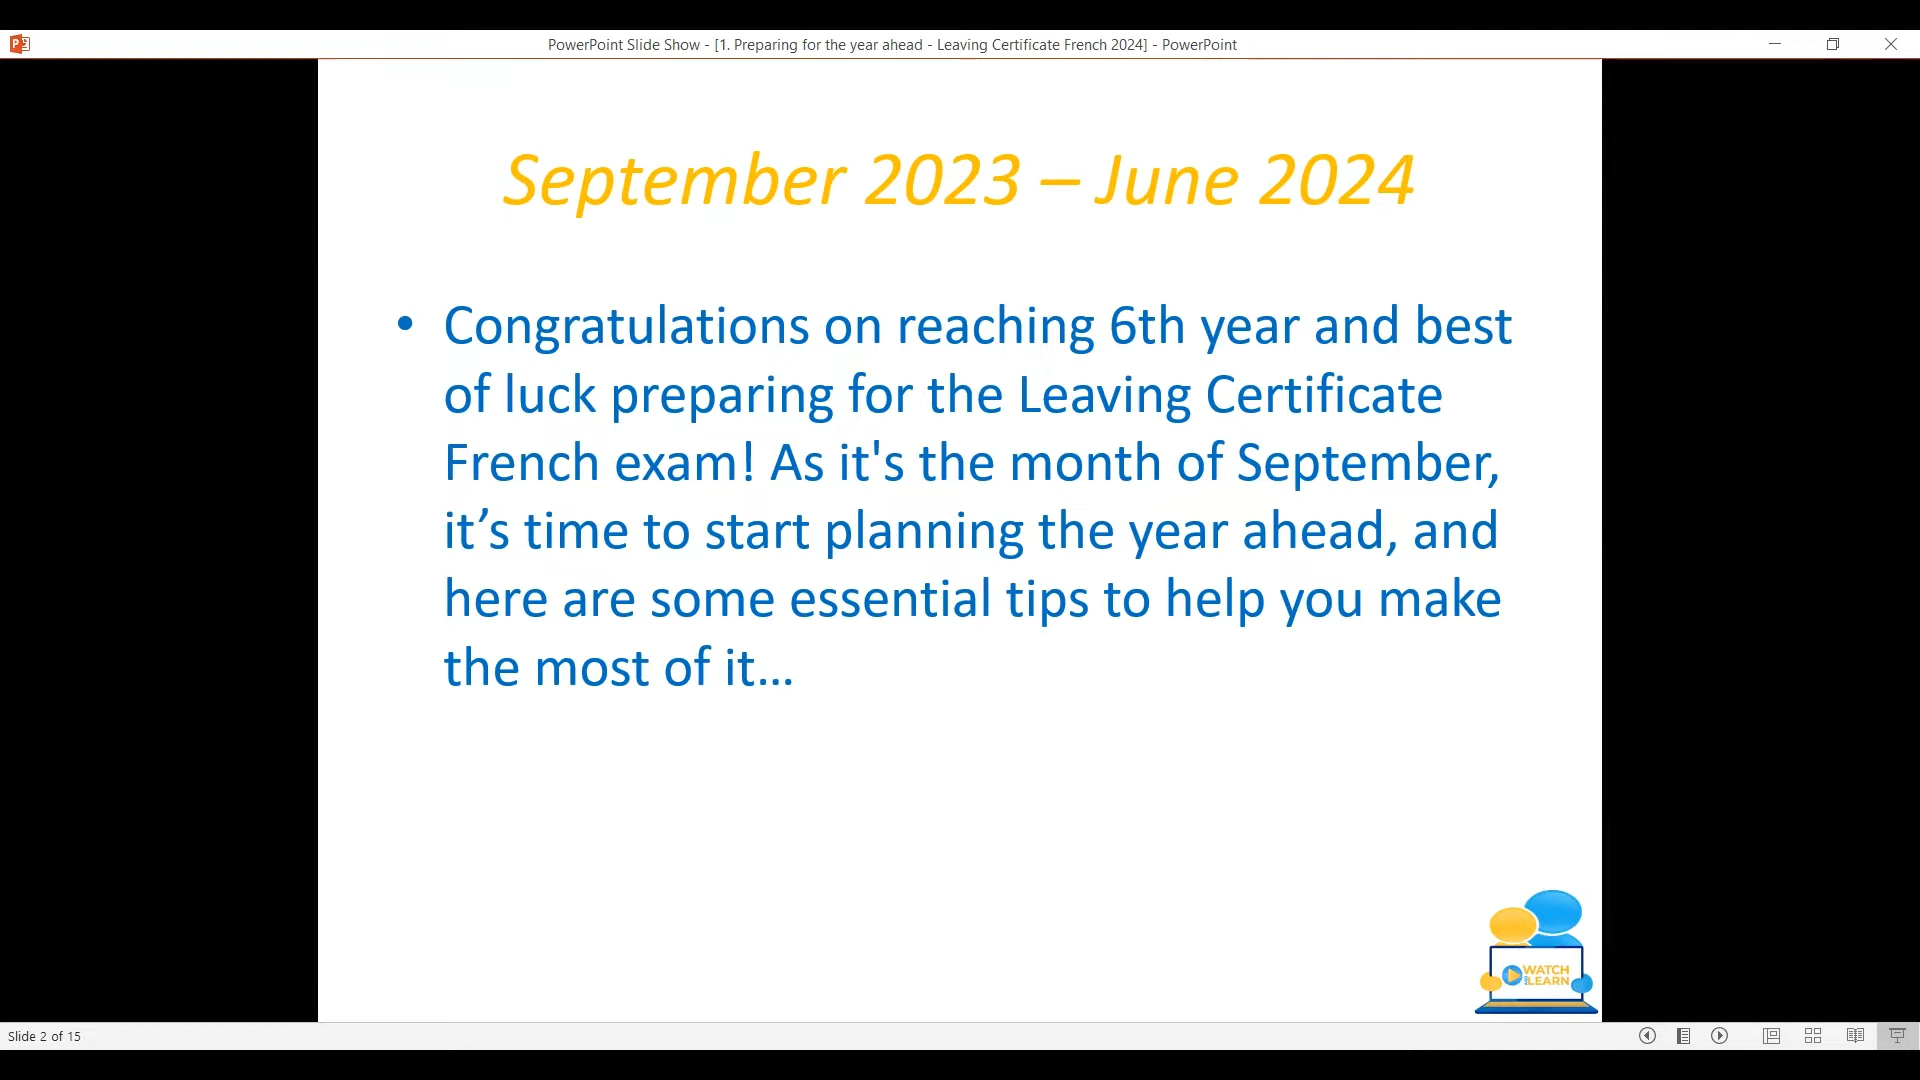 PowerPoint Slide Show - [1. Preparing for the year ahead - Leaving Certificate French 2024] - PowerPoint
September 2023 – June 2024
• Congratulations on reaching 6th year and best
of luck preparing for the Leaving Certificate
French exam! As it's the month of September,
it’s time to start planning the year ahead, and
here are some essential tips to help you make
the most of it…
WATCH
LEARN
Slide 2 of 15